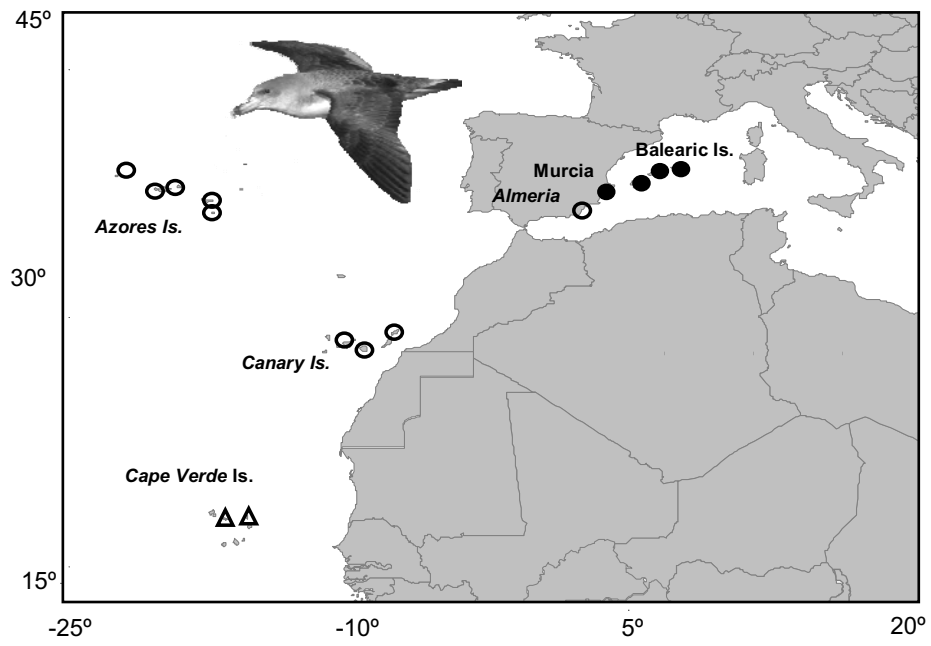 45º
Balearic Is.
Murcia
Almeria
Azores Is.
30º
Canary Is.
Cape Verde Is.
15º
-25º
-10º
5º
20º